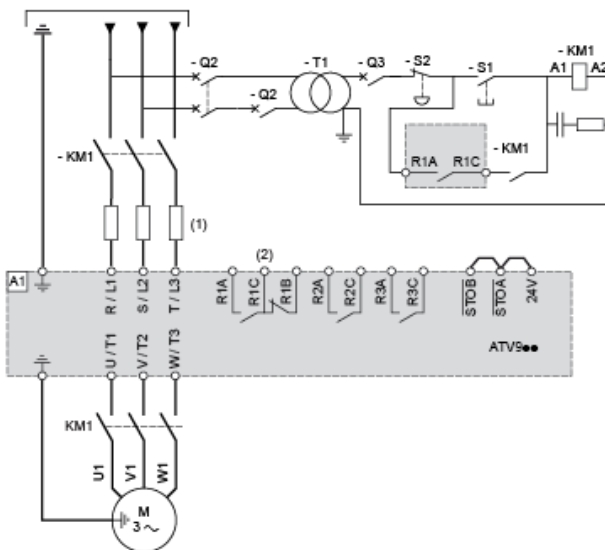 - Q2
- T1
- Q3
- S2
- S1
- KM1
A1
A2
- Q2
- KM1
R1A
R1C
- KM1
(1)
(2)
A1
R / L1
S / L2
T / L3
R1A
R1C
R1B
R2A
R2C
R3A
R3C
STOB
STOA
24V
U / T1
V / T2
W / T3
ATV9●●
KM1
U1
V1
W1
M
3 ~